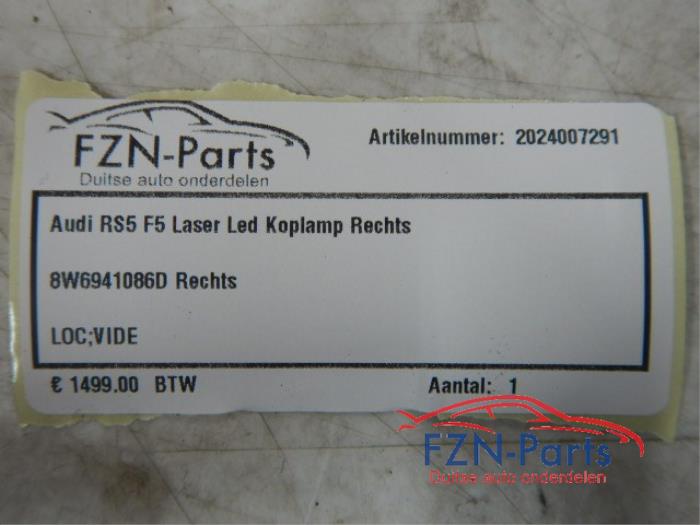 FZN-Parts
Duitse auto onderdelen
Artikelnummer: 2024007291
Audi RS5 F5 Laser Led Koplamp Rechts
8W6941086D Rechts
LOC;VIDE
€ 1499.00 BTW
Aantal: 1
FZN-Parts
Duitse auto onderdelen